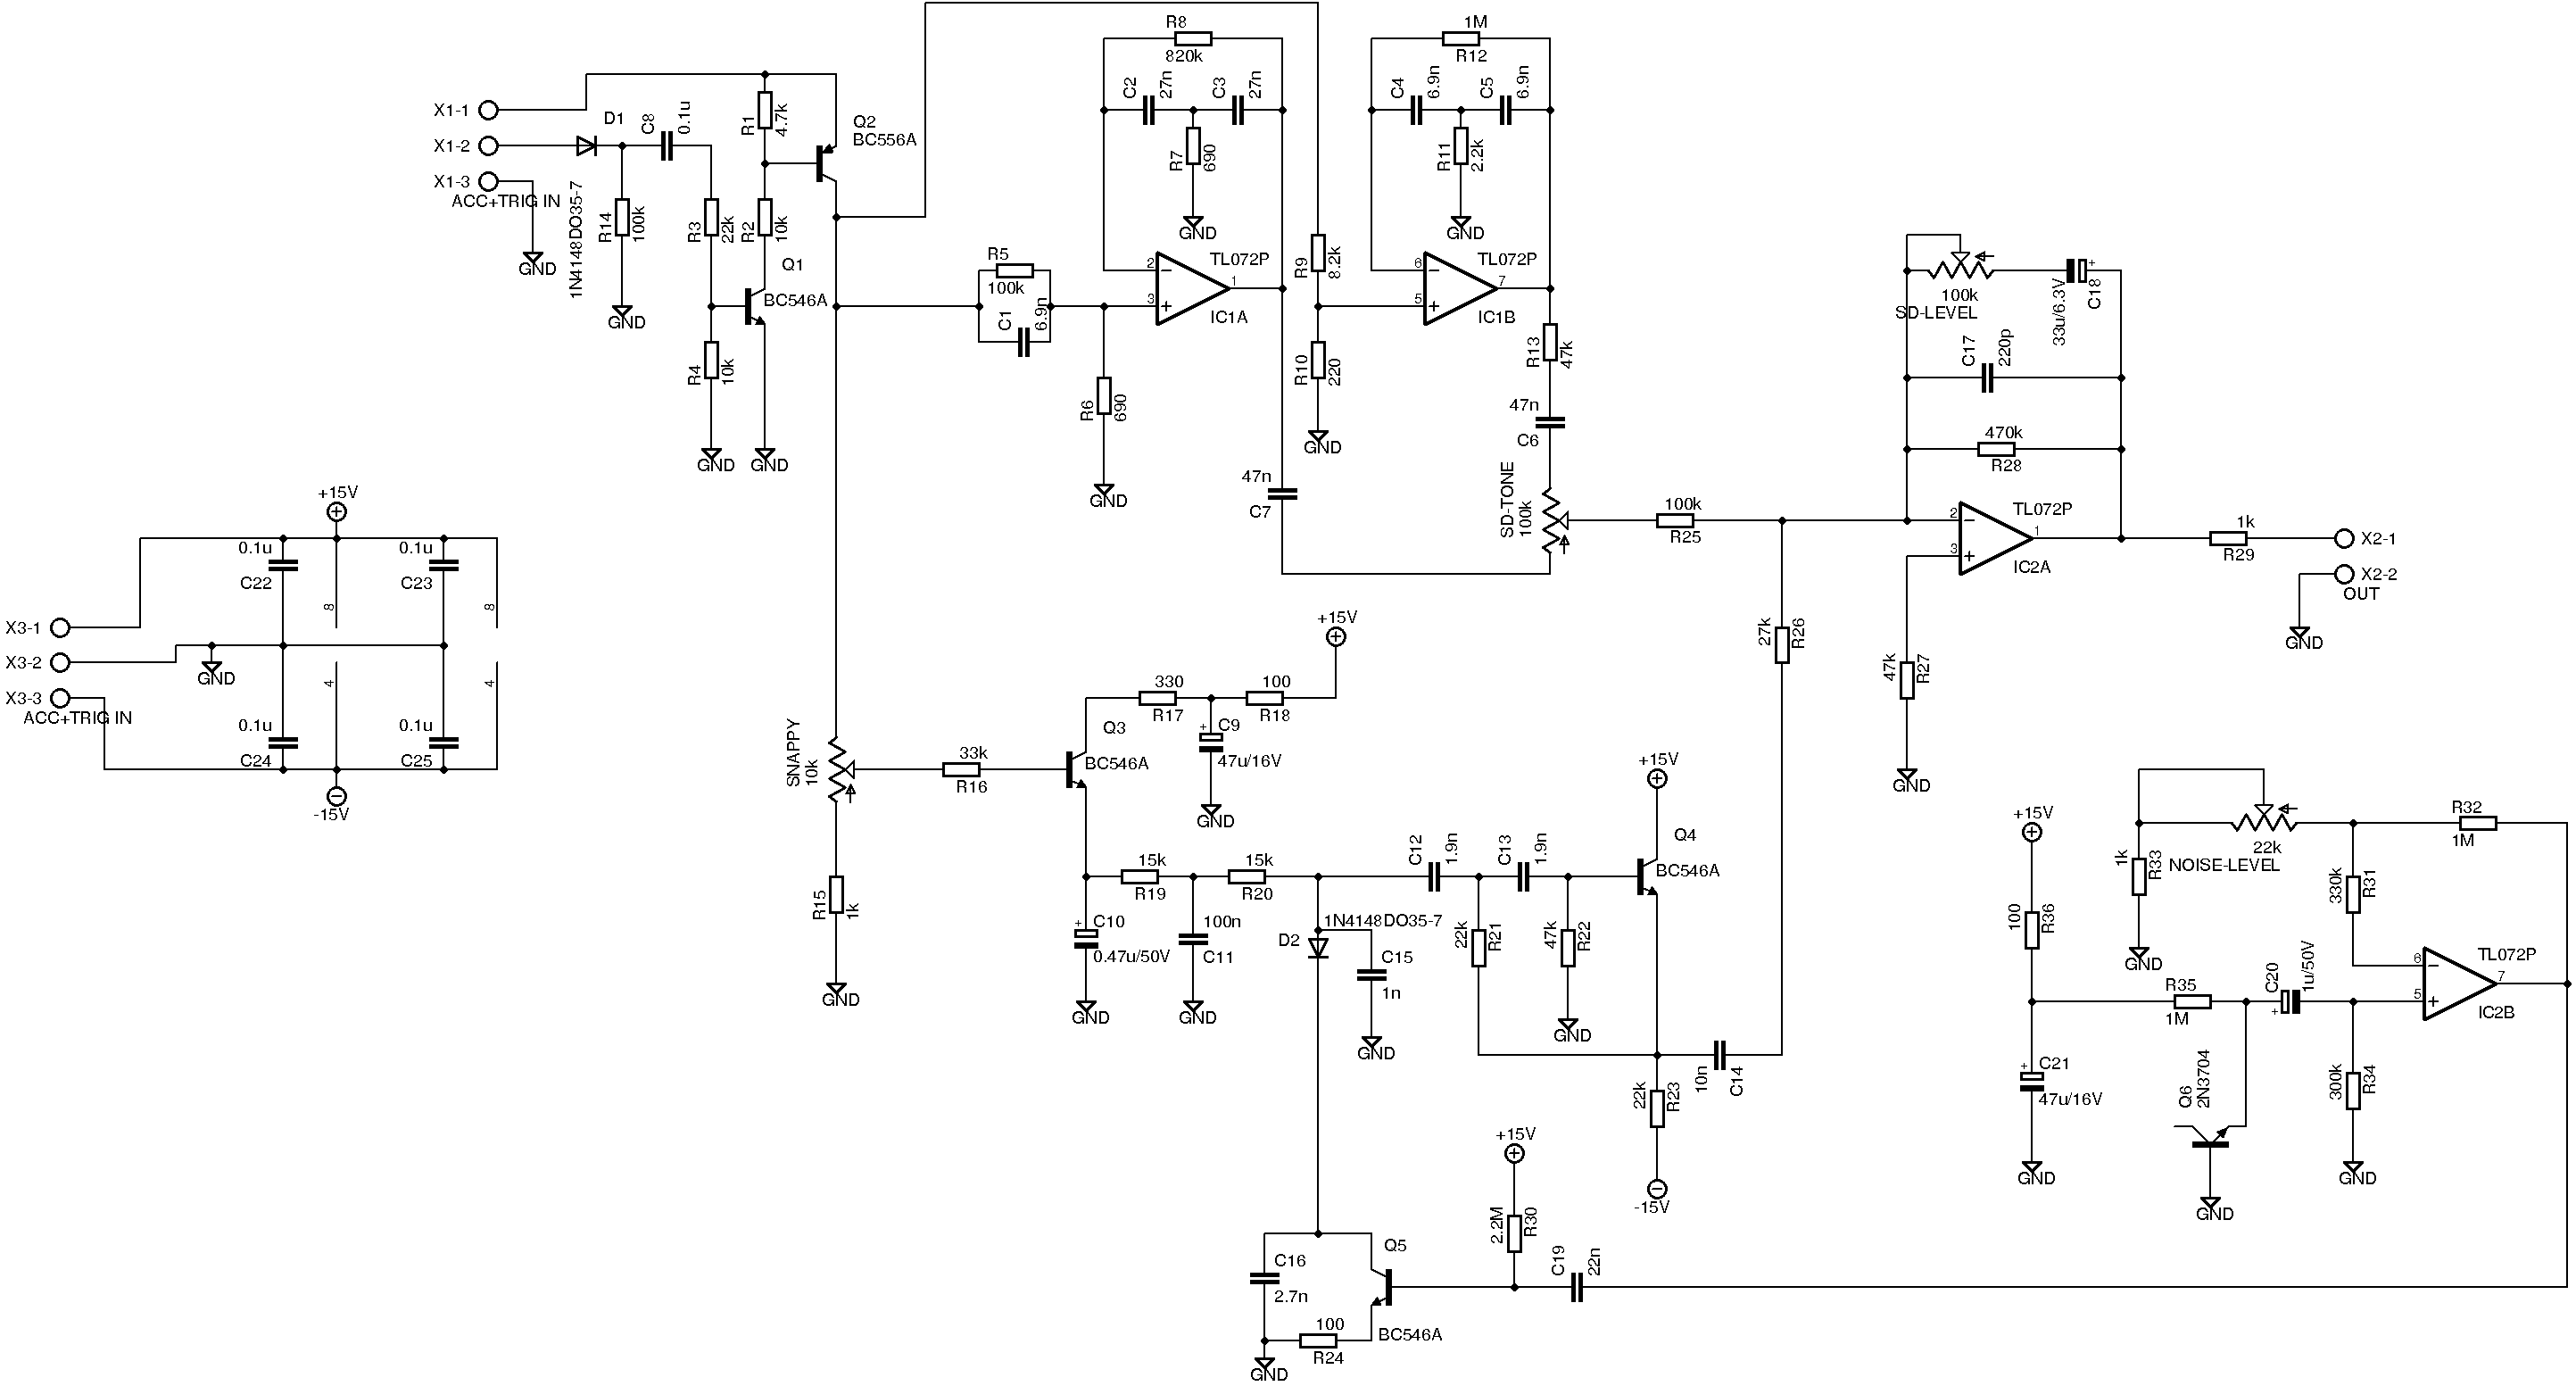 X1-1
X1-2
X1-3
ACC+TRIG IN
GND
D1
1N4148DO35-7
R14
100k
GND
C8
0.1u
R3
22k
R4
10k
GND
R1
4.7k
R2
10k
Q1
BC546A
GND
Q2
BC556A
R8
820k
C2
27n
C3
27n
R7
690
GND
R5
100k
C1
6.9n
R6
690
GND
2
3
1
TL072P
IC1A
1M
R12
C4
6.9n
C5
6.9n
R11
2.2k
GND
R9
8.2k
R10
220
GND
6
5
7
TL072P
IC1B
R13
47k
47n
C6
47n
C7
SD-TONE
100k
100k
R25
100k
SD-LEVEL
33u/6.3V
C18
+
C17
220p
470k
R28
2
3
1
TL072P
IC2A
47k
R27
GND
1k
R29
X2-1
X2-2
OUT
GND
27k
R26
+15V
0.1u
C22
0.1u
C23
8
8
X3-1
X3-2
X3-3
ACC+TRIG IN
GND
4
4
0.1u
C24
0.1u
C25
-15V
SNAPPY
10k
R15
1k
GND
33k
R16
Q3
BC546A
330
R17
100
R18
+15V
+
C9
47u/16V
GND
15k
R19
15k
R20
+
C10
0.47u/50V
GND
100n
C11
GND
1N4148DO35-7
D2
C15
1n
GND
C12
1.9n
C13
1.9n
22k
R21
47k
R22
GND
+15V
Q4
BC546A
22k
R23
-15V
10n
C14
C16
2.7n
GND
100
R24
Q5
BC546A
+15V
2.2M
R30
C19
22n
+15V
100
R36
+
C21
47u/16V
GND
1k
R33
GND
22k
NOISE-LEVEL
R32
1M
330k
R31
R35
1M
C20
1u/50V
+
Q6
2N3704
GND
300k
R34
GND
6
5
7
TL072P
IC2B